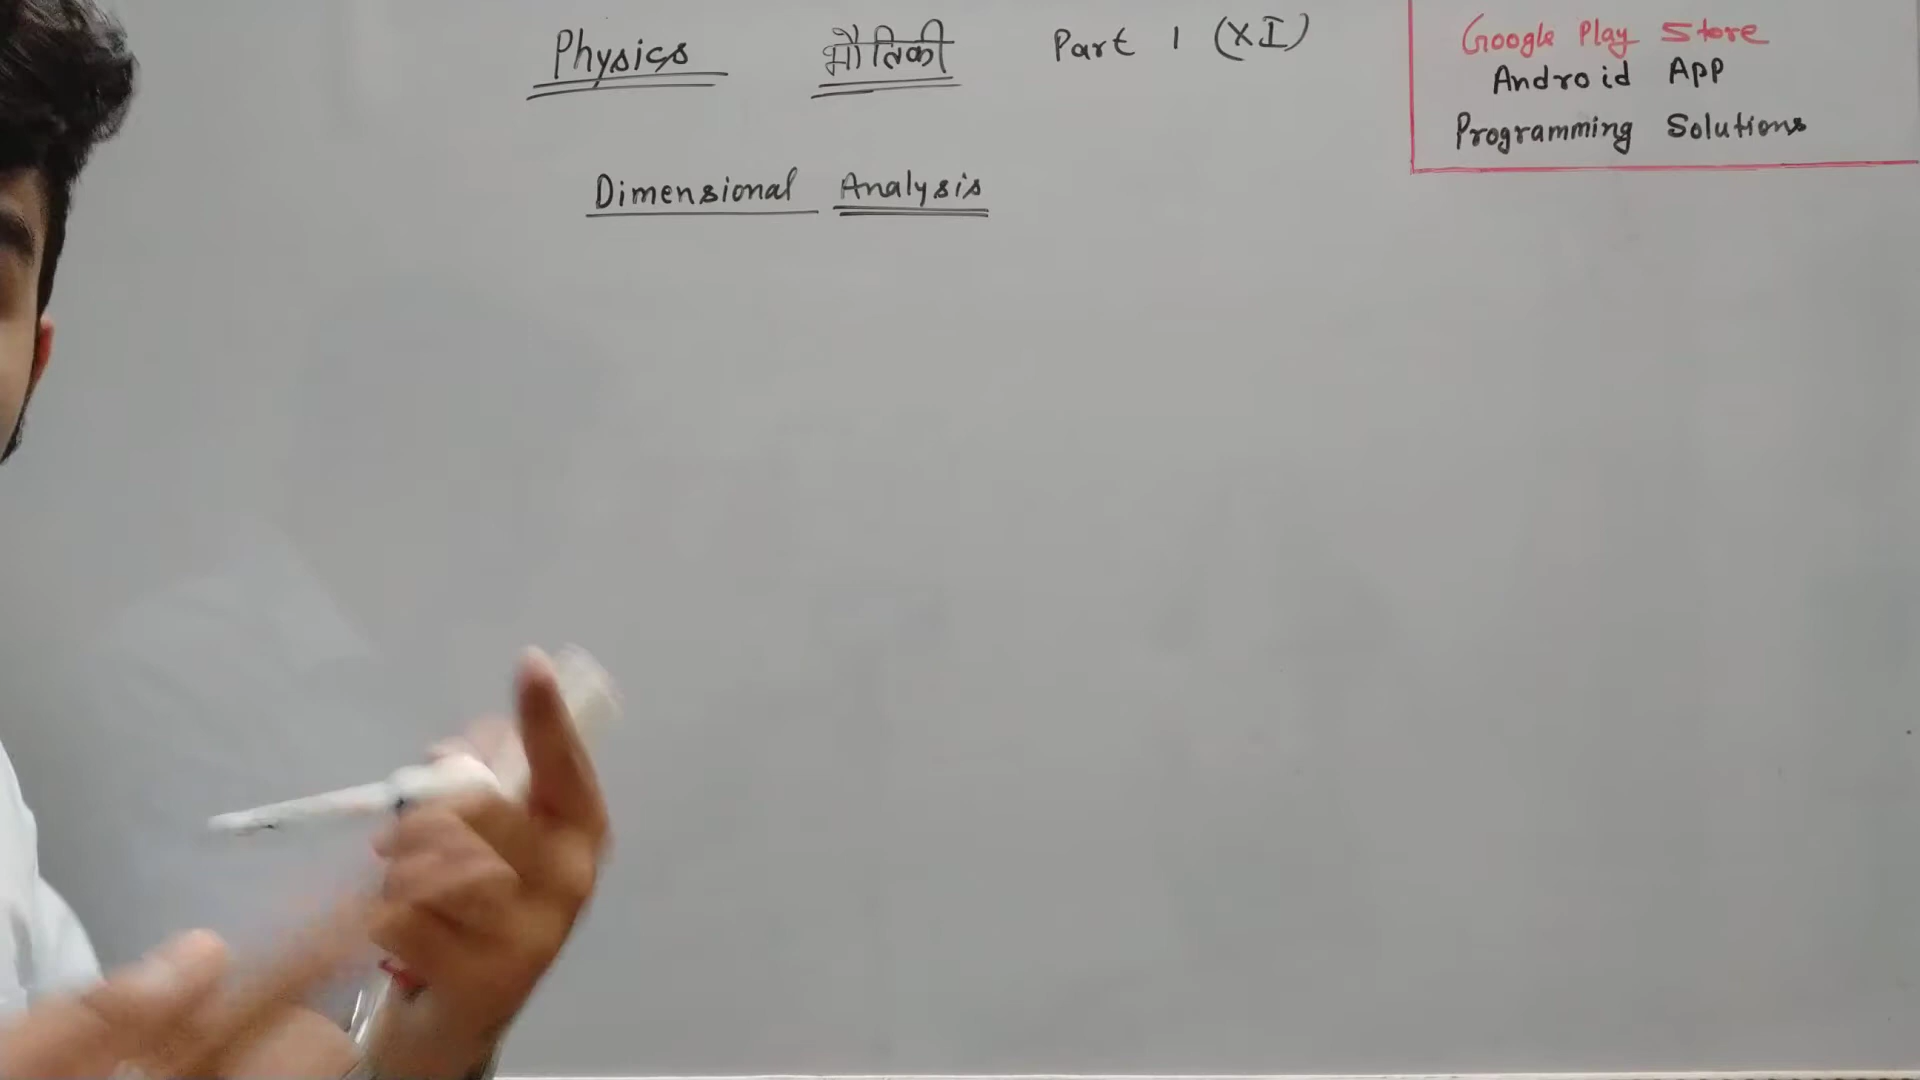 Physics भौतिकी Part 1 (XI)
Google Play Store
Android App
Programming Solutions
Dimensional Analysis